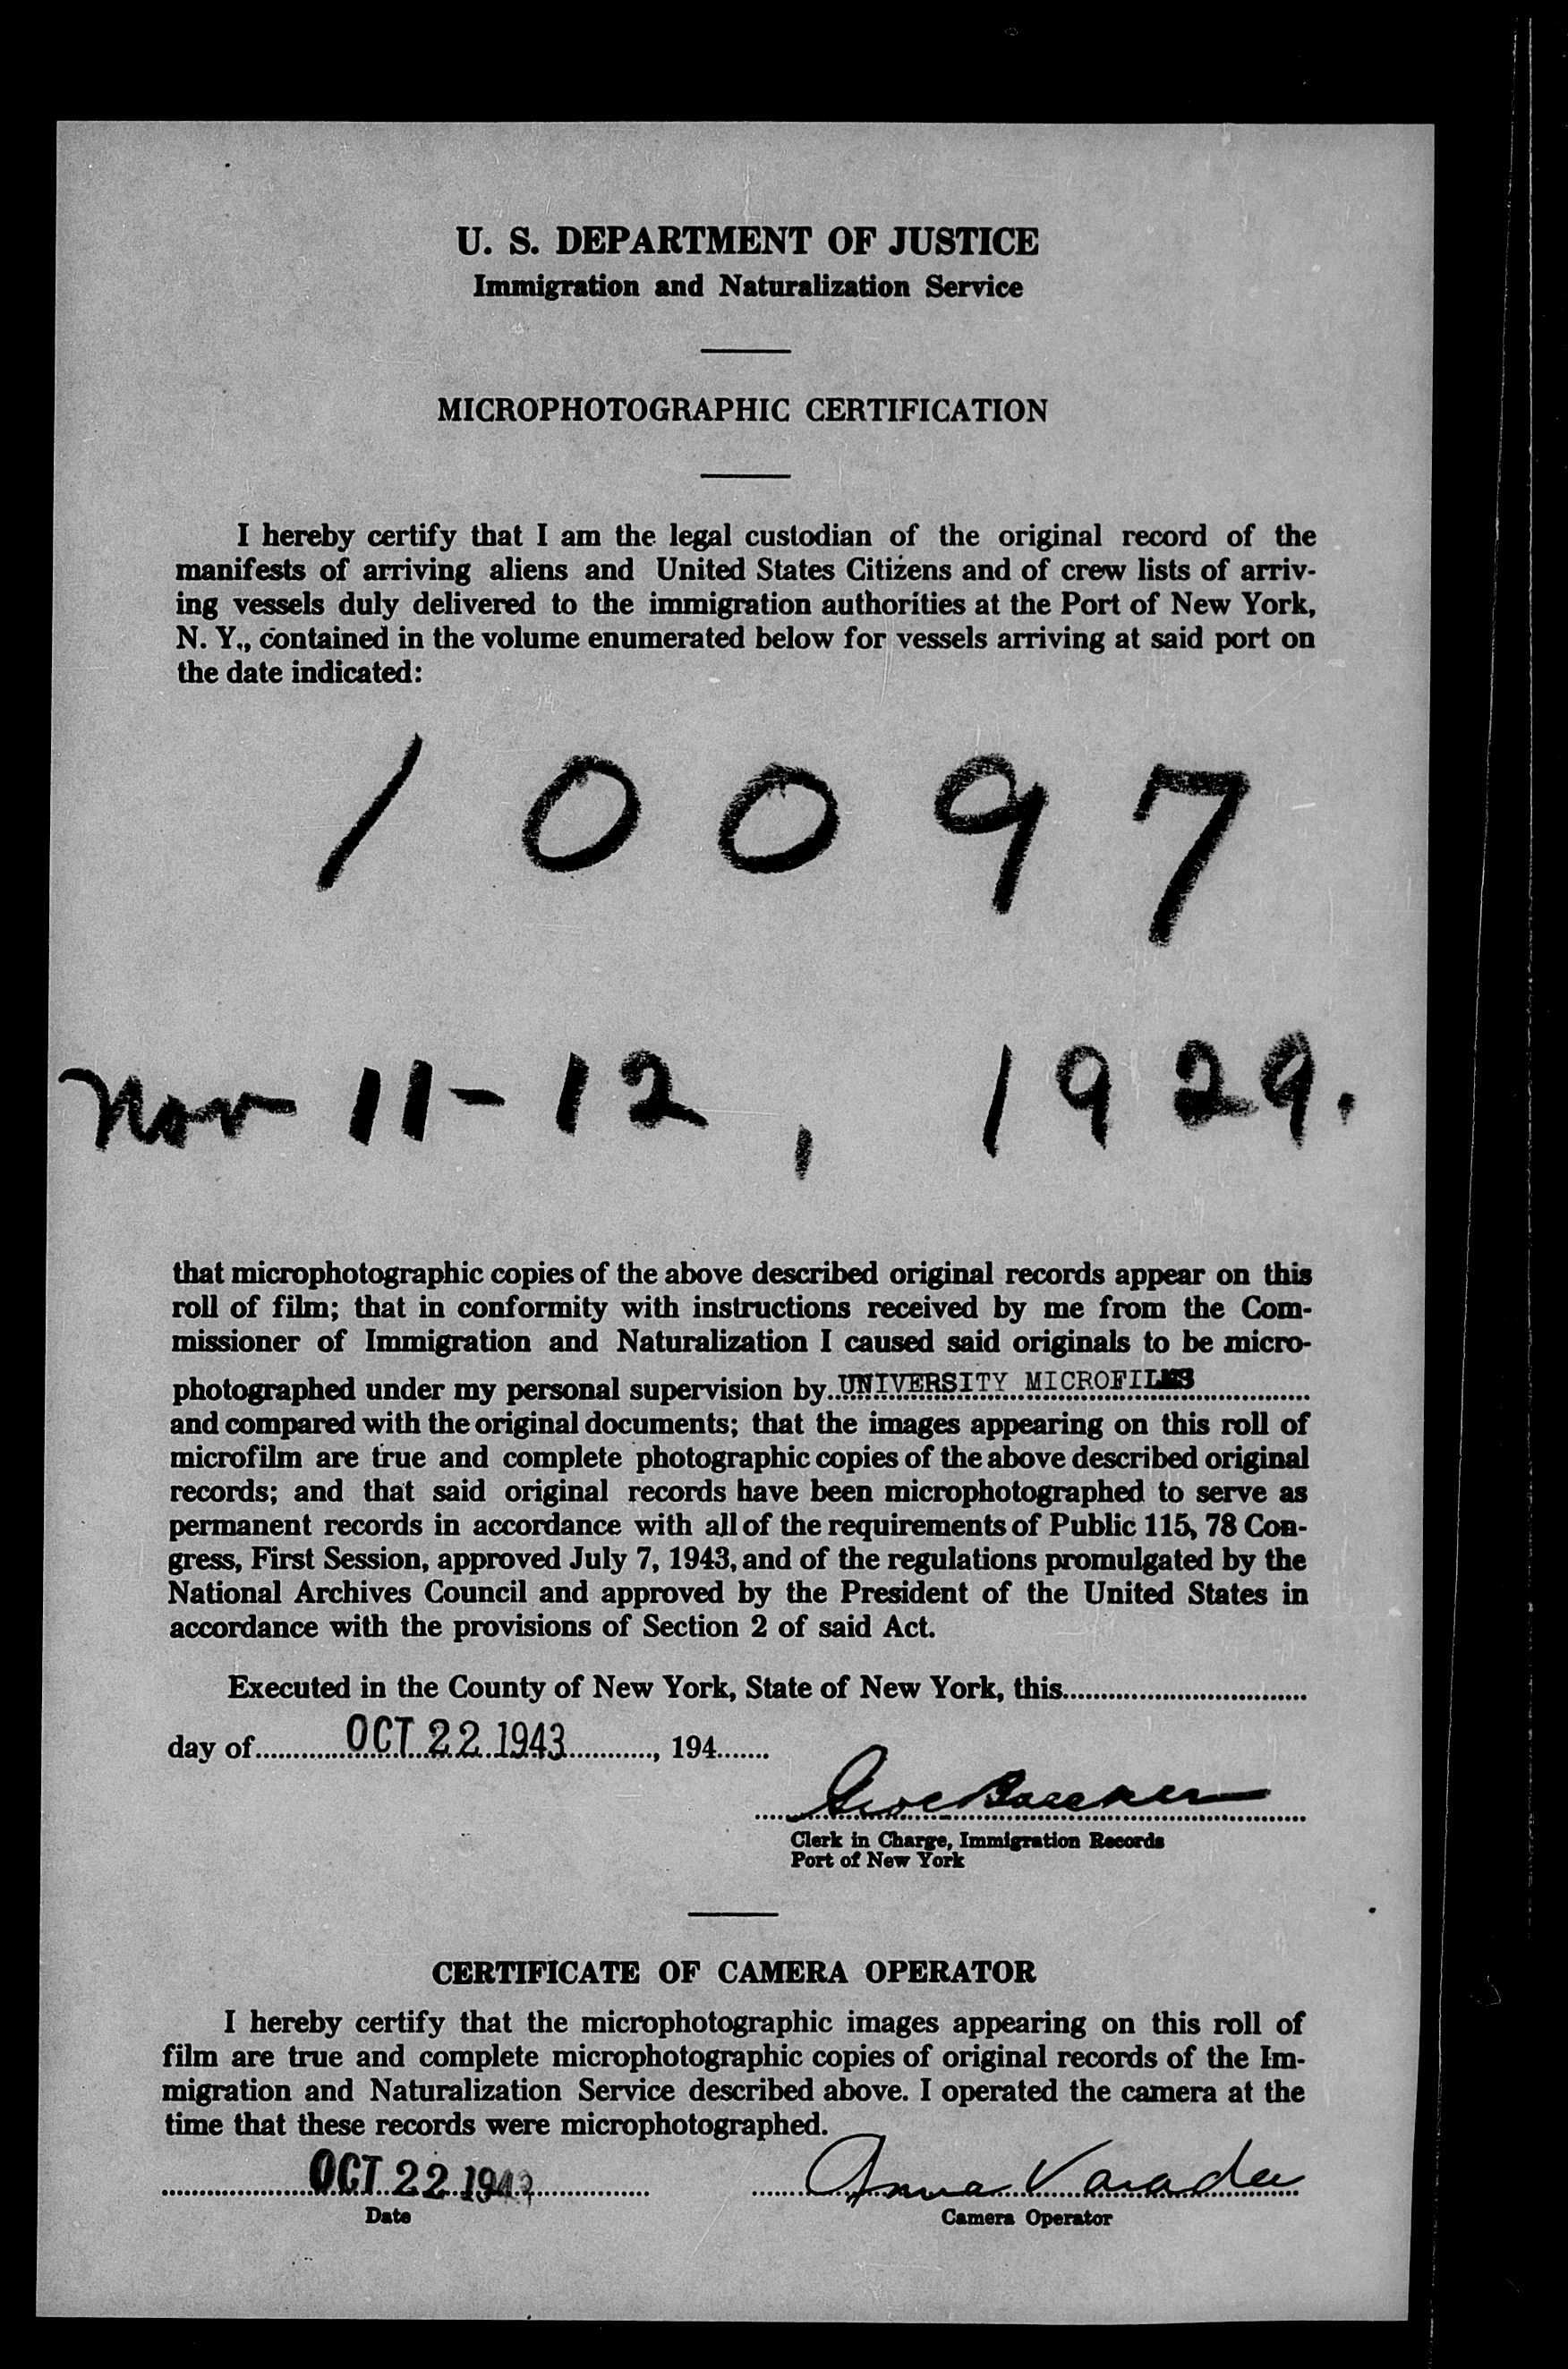 U. S. DEPARTMENT OF JUSTICE
Immigration and Naturalization Service
MICROPHOTOGRAPHIC CERTIFICATION
I hereby certify that I am the legal custodian of the original record of the
manifests of arriving aliens and United States Citizens and of crew lists of arriv-
ing vessels duly delivered to the immigration authorities at the Port of New York,
N. Y., contained in the volume enumerated below for vessels arriving at said port on
the date indicated:
10097
Nov 11-12, 1929.
that microphotographic copies of the above described original records appear on this
roll of film; that in conformity with instructions received by me from the Com-
missioner of Immigration and Naturalization I caused said originals to be micro-
photographed under my personal supervision by UNIVERSITY MICROFILMS
and compared with the original documents; that the images appearing on this roll of
microfilm are true and complete photographic copies of the above described original
records; and that said original records have been microphotographed to serve as
permanent records in accordance with all of the requirements of Public 115, 78 Con-
gress, First Session, approved July 7, 1943, and of the regulations promulgated by the
National Archives Council and approved by the President of the United States in
accordance with the provisions of Section 2 of said Act.
Executed in the County of New York, State of New York, this
day of OCT 22 1943, 194
Clerk in Charge, Immigration Records
Port of New York
CERTIFICATE OF CAMERA OPERATOR
I hereby certify that the microphotographic images appearing on this roll of
film are true and complete microphotographic copies of original records of the Im-
migration and Naturalization Service described above. I operated the camera at the
time that these records were microphotographed.
OCT 22 1943 Anna
Date Camera Operator